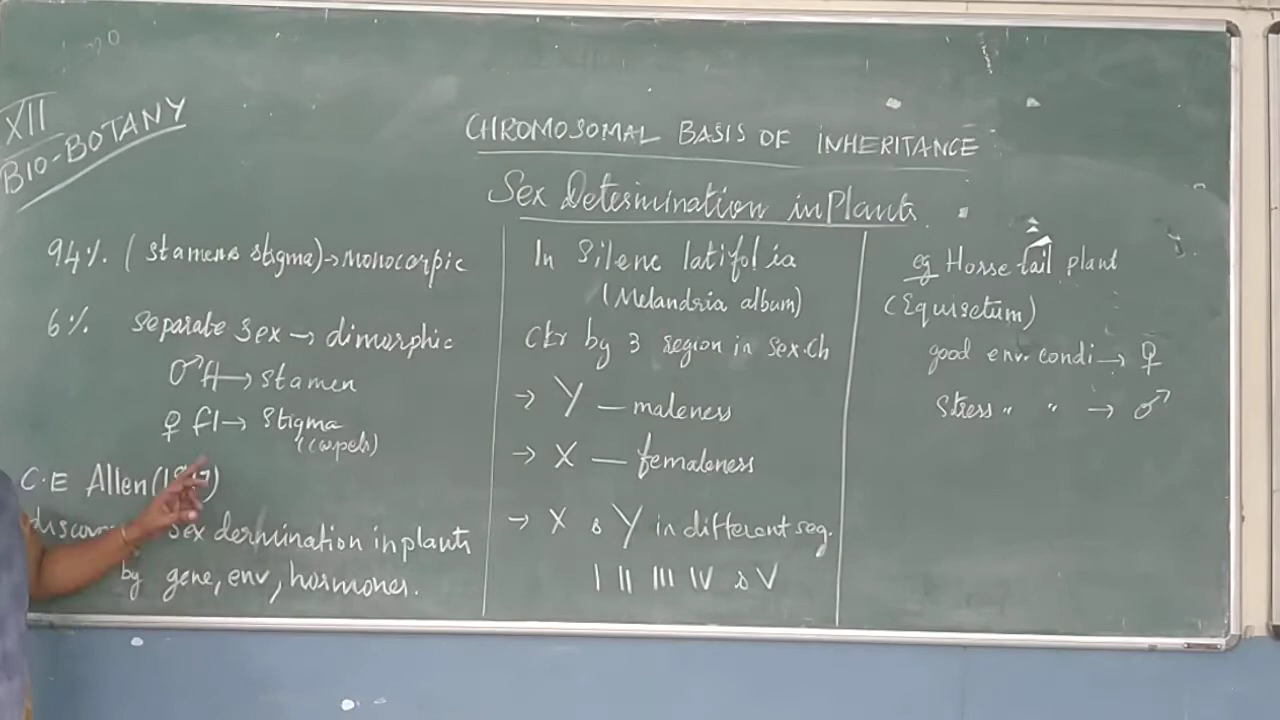 XII
BIO-BOTANY
CHROMOSOMAL BASIS OF INHERITANCE
Sex Determination in Plants
94% (stamens stigma)→monocarpic
6% separate sex → dimorphic
♂ fl → stamen
♀ fl → stigma
(carpels)
C.E Allen
sex dermination in plants
by gene, env, hormones.
In Silene latifolia
(Melandria album)
Ctr by 3 region in sex.ch
→ Y — maleness
→ X — femaleness
→ X & Y in different seg.
I II III IV & V
eg Horse tail plant
(Equisetum)
good env. condi → ♀
Stress " " → ♂